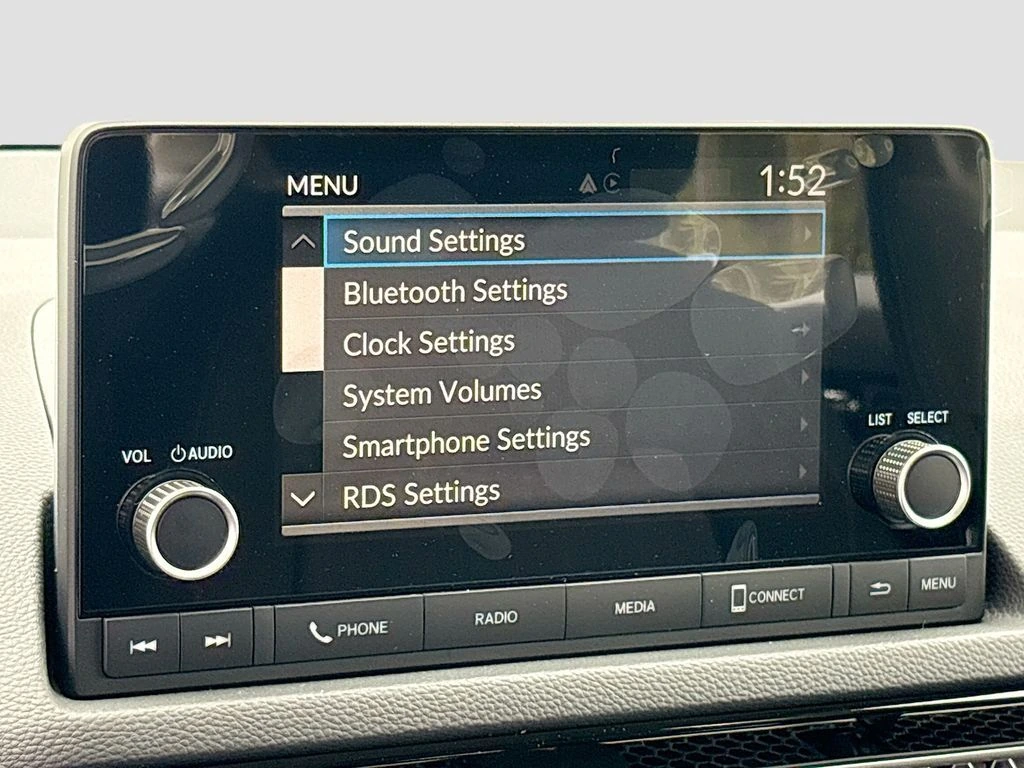 MENU
1:52
Sound Settings
Bluetooth Settings
Clock Settings
System Volumes
Smartphone Settings
RDS Settings
VOL AUDIO
LIST SELECT
PHONE
RADIO
MEDIA
CONNECT
MENU